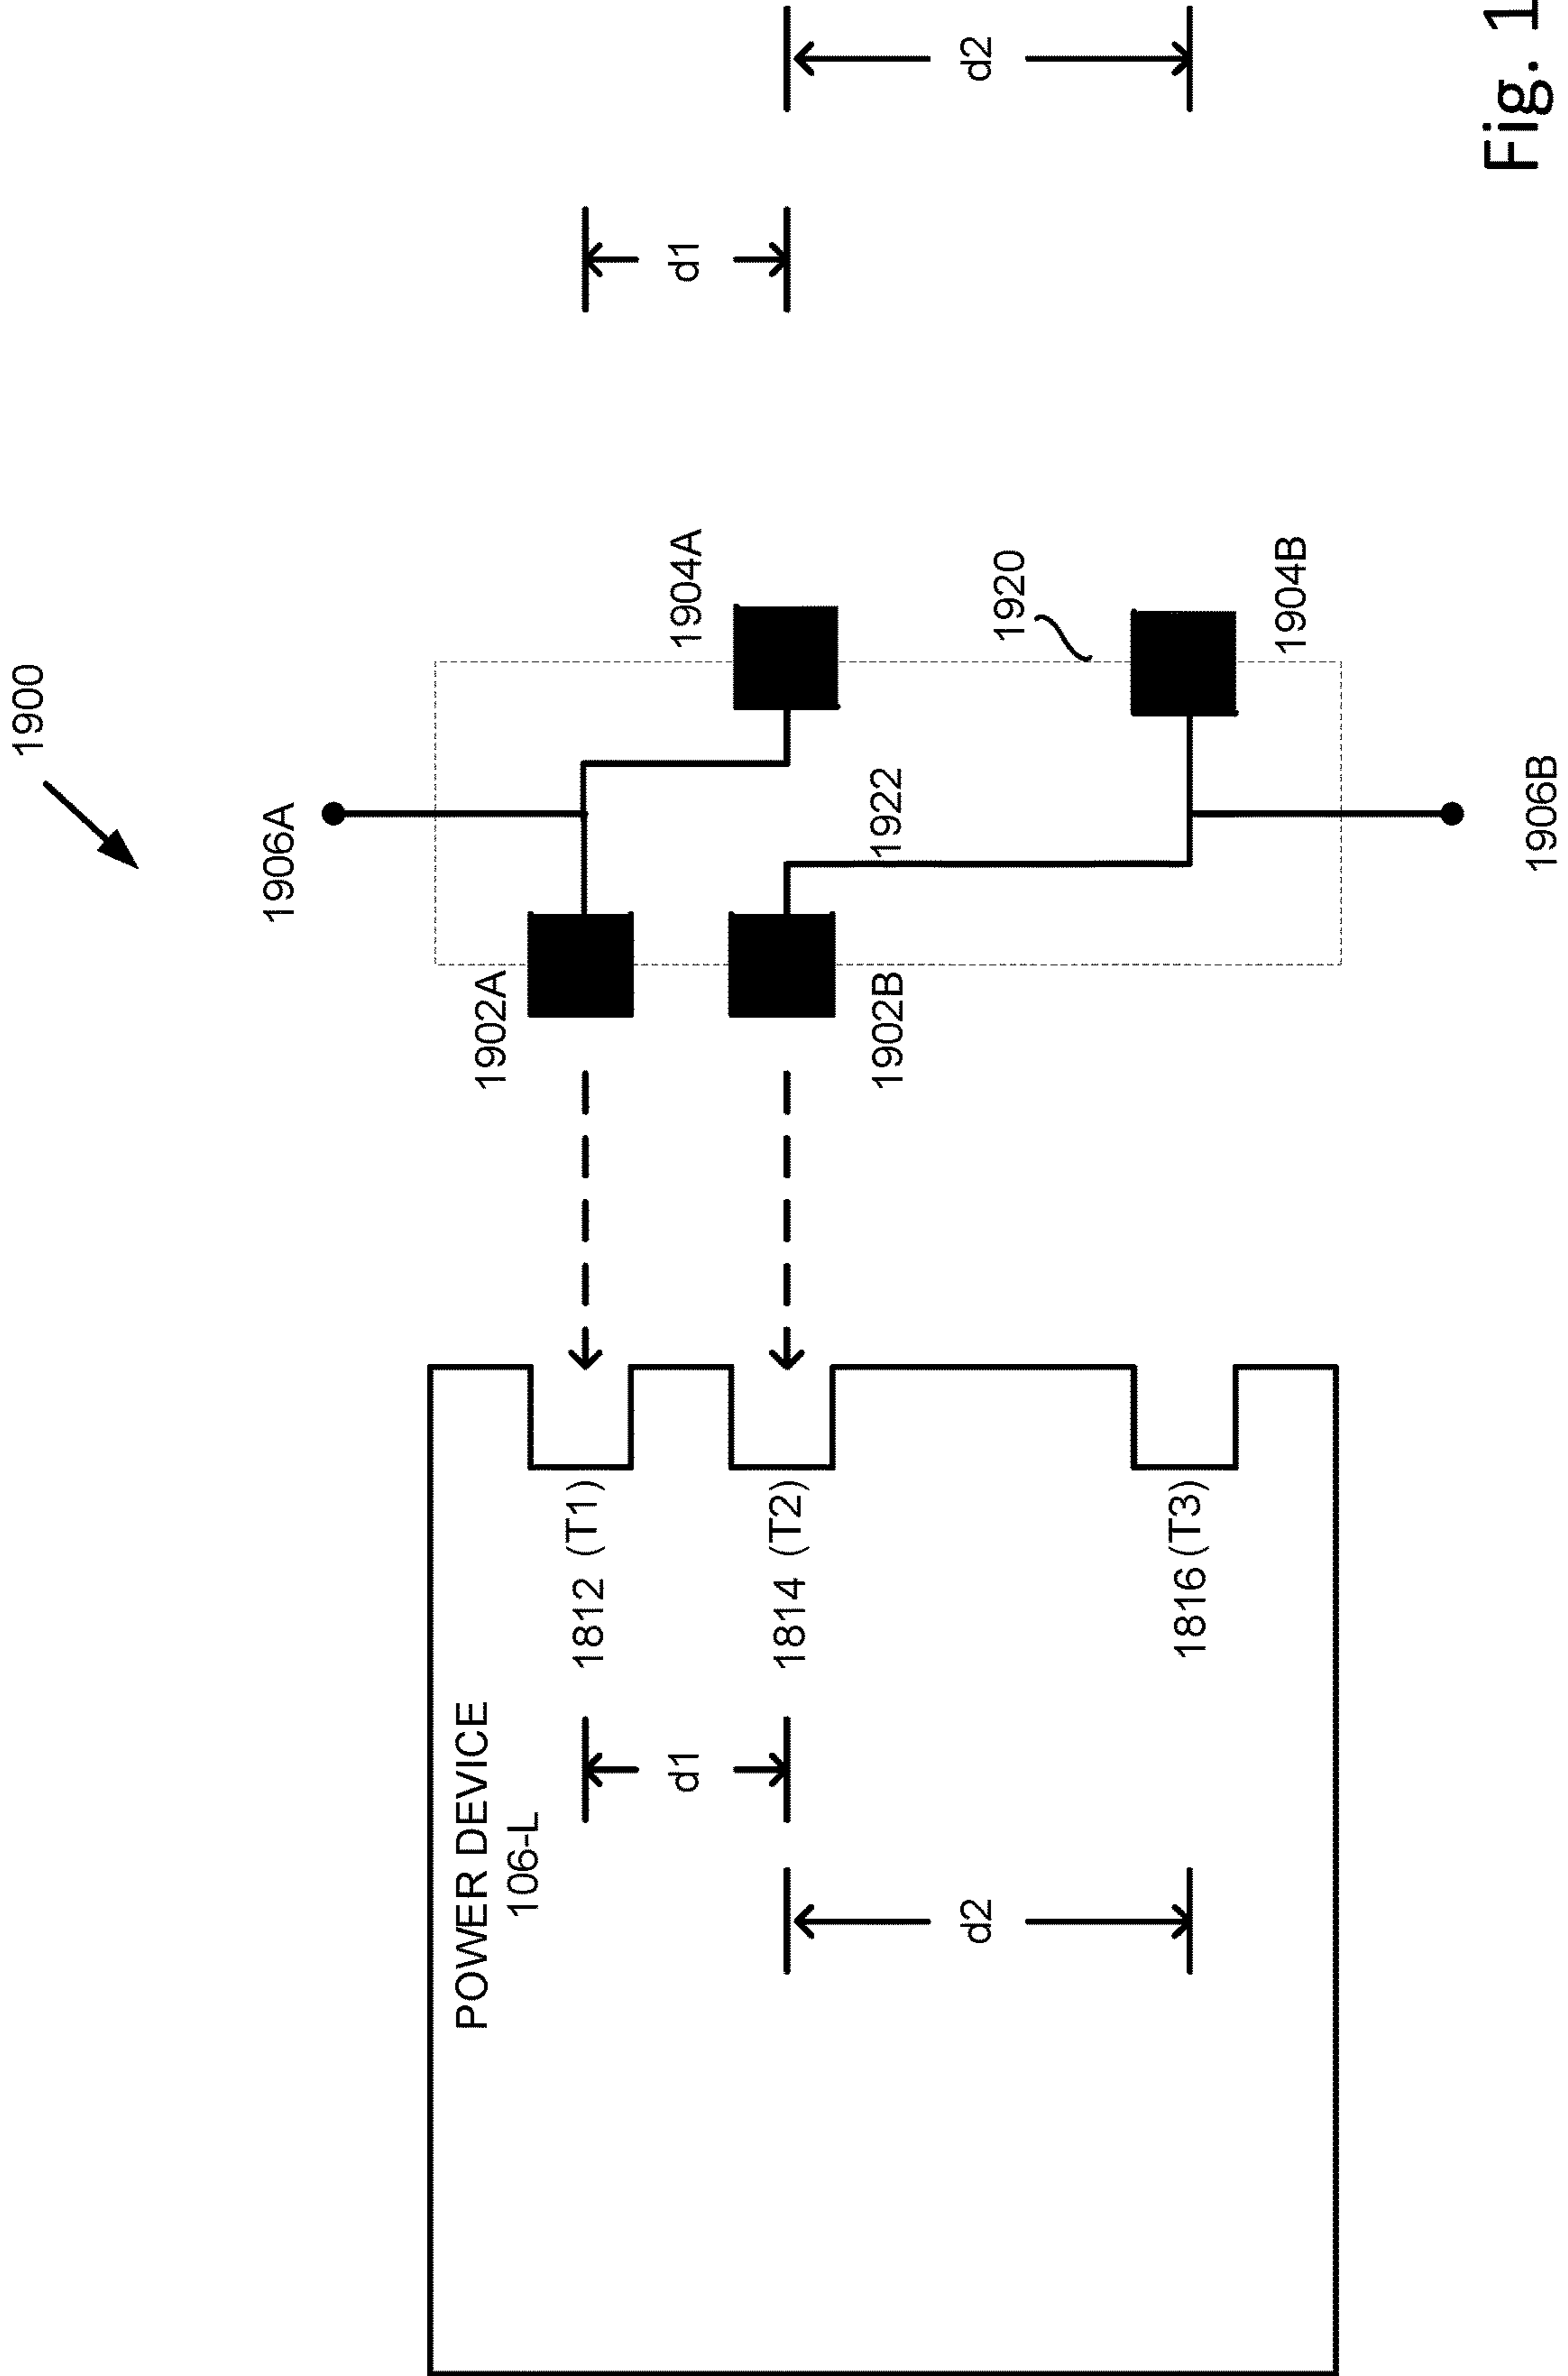 1900
1906A
POWER DEVICE
106-L
1902A
1812 (T1)
d1
1904A
d1
1814 (T2)
1902B
1922
d2
1920
d2
1816 (T3)
1904B
1906B
Fig. 1